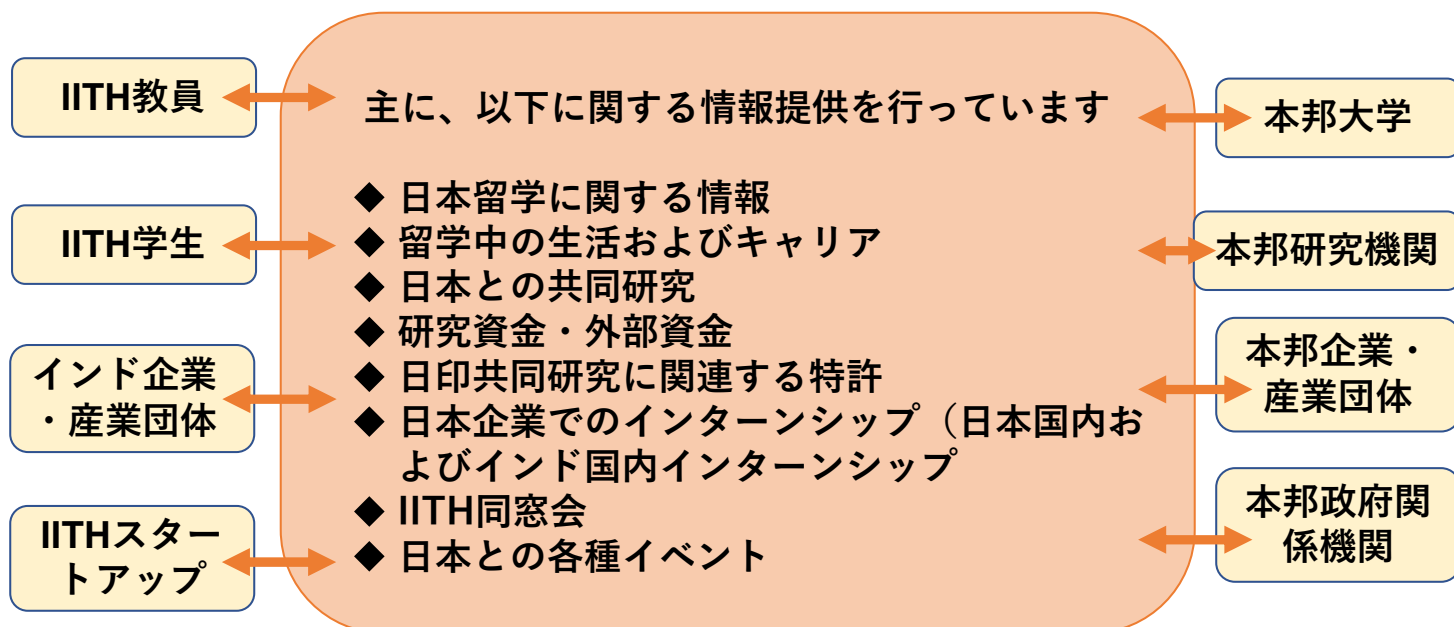 IITH教員
IITH学生
インド企業
・産業団体
IITHスター
トアップ
主に、以下に関する情報提供を行っています
◆ 日本留学に関する情報
◆ 留学中の生活およびキャリア
◆ 日本との共同研究
◆ 研究資金・外部資金
◆ 日印共同研究に関連する特許
◆ 日本企業でのインターンシップ（日本国内お
よびインド国内インターンシップ
◆ IITH同窓会
◆ 日本との各種イベント
本邦大学
本邦研究機関
本邦企業・
産業団体
本邦政府関
係機関